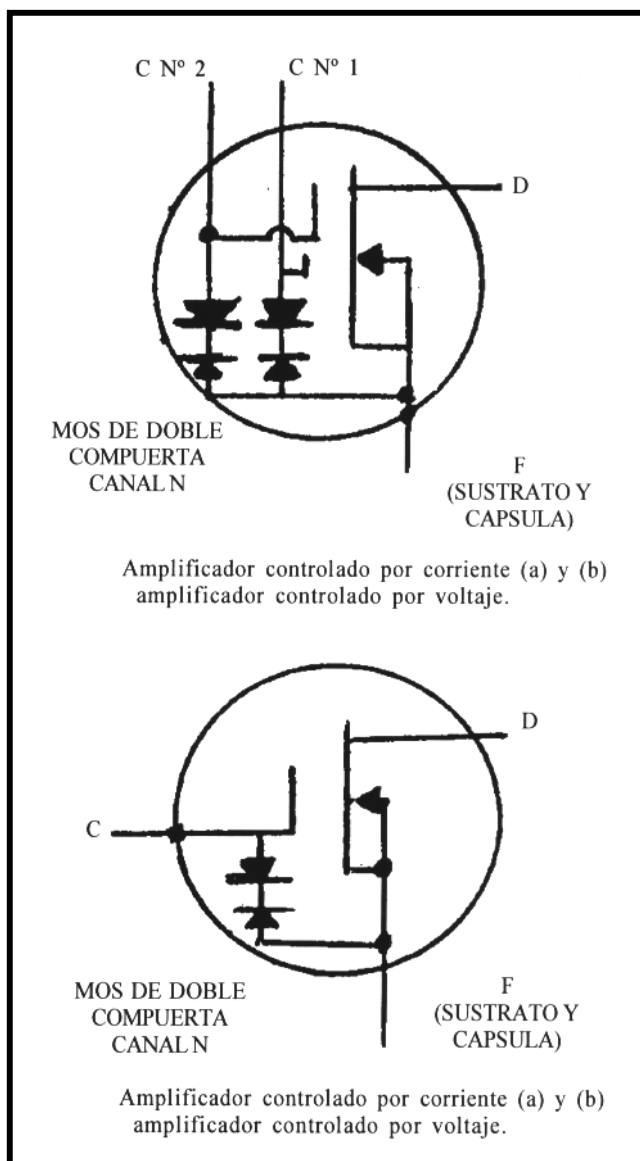 C Nº 2
C Nº 1
D
MOS DE DOBLE
COMPUERTA
CANAL N
F
(SUSTRATO Y
CAPSULA)
Amplificador controlado por corriente (a) y (b)
amplificador controlado por voltaje.
D
C
MOS DE DOBLE
COMPUERTA
CANAL N
F
(SUSTRATO Y
CAPSULA)
Amplificador controlado por corriente (a) y (b)
amplificador controlado por voltaje.